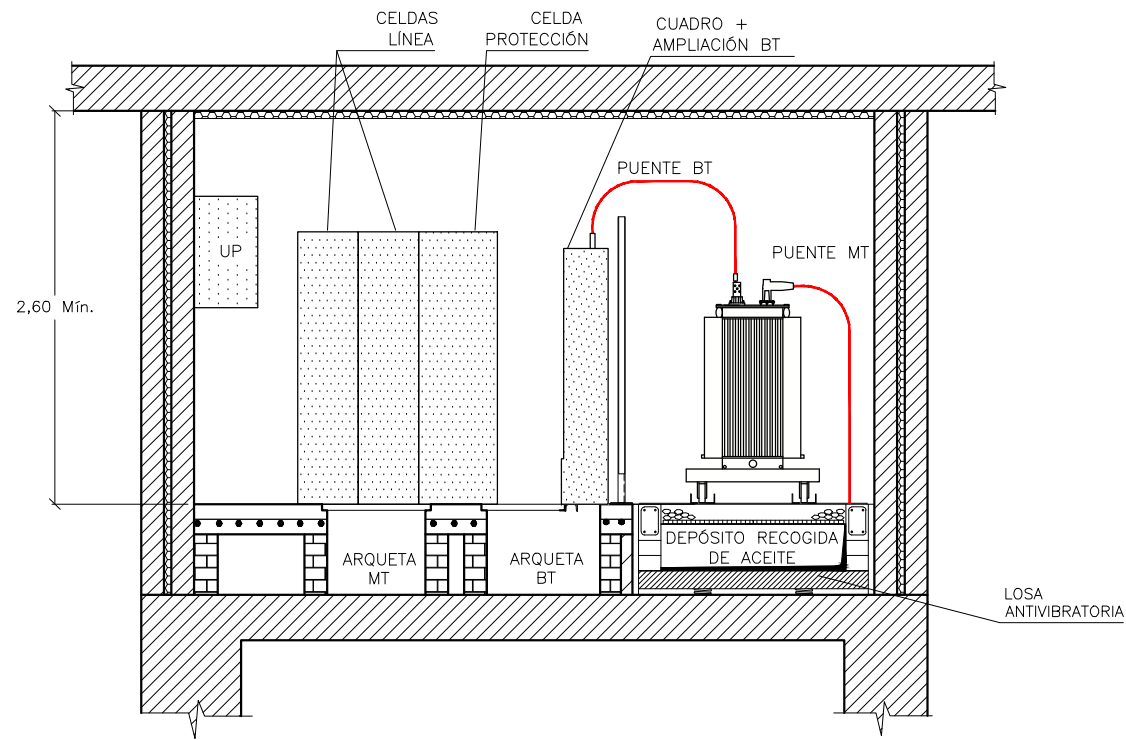 CELDAS
LÍNEA
CELDA
PROTECCIÓN
CUADRO +
AMPLIACIÓN BT
PUENTE BT
UP
PUENTE MT
2,60 Mín.
ARQUETA
MT
ARQUETA
BT
DEPÓSITO RECOGIDA
DE ACEITE
LOSA
ANTIVIBRATORIA